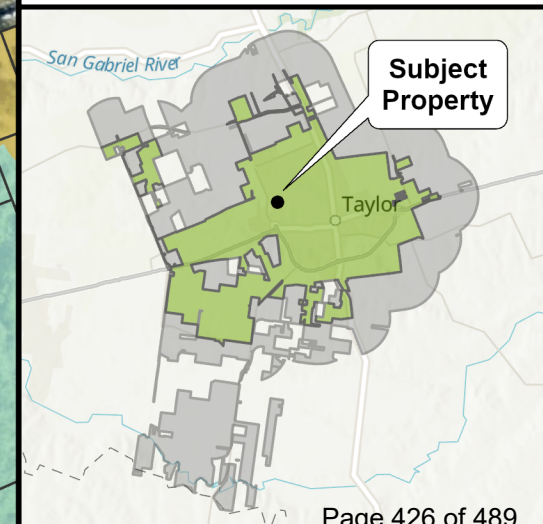 San Gabriel River
Subject
Property
Taylor
Page 426 of 489